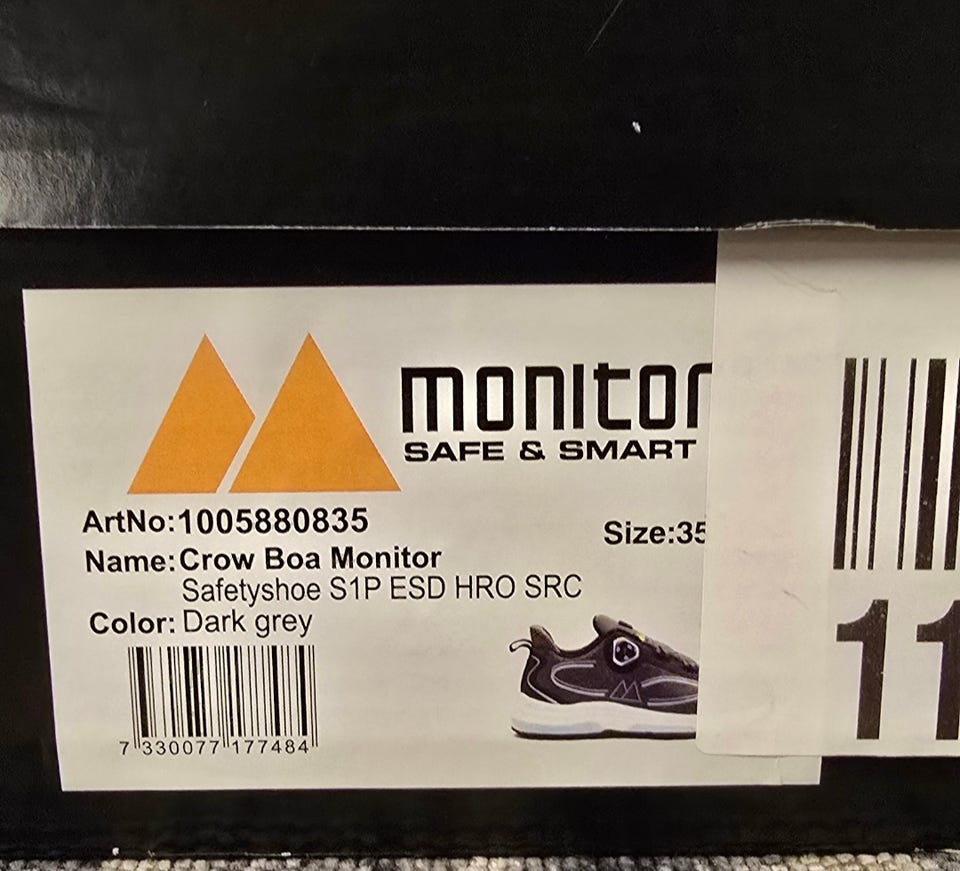 monitor
SAFE & SMART
ArtNo:1005880835
Size:35
Name:Crow Boa Monitor
Safetyshoe S1P ESD HRO SRC
Color: Dark grey
7 330077 177484
11